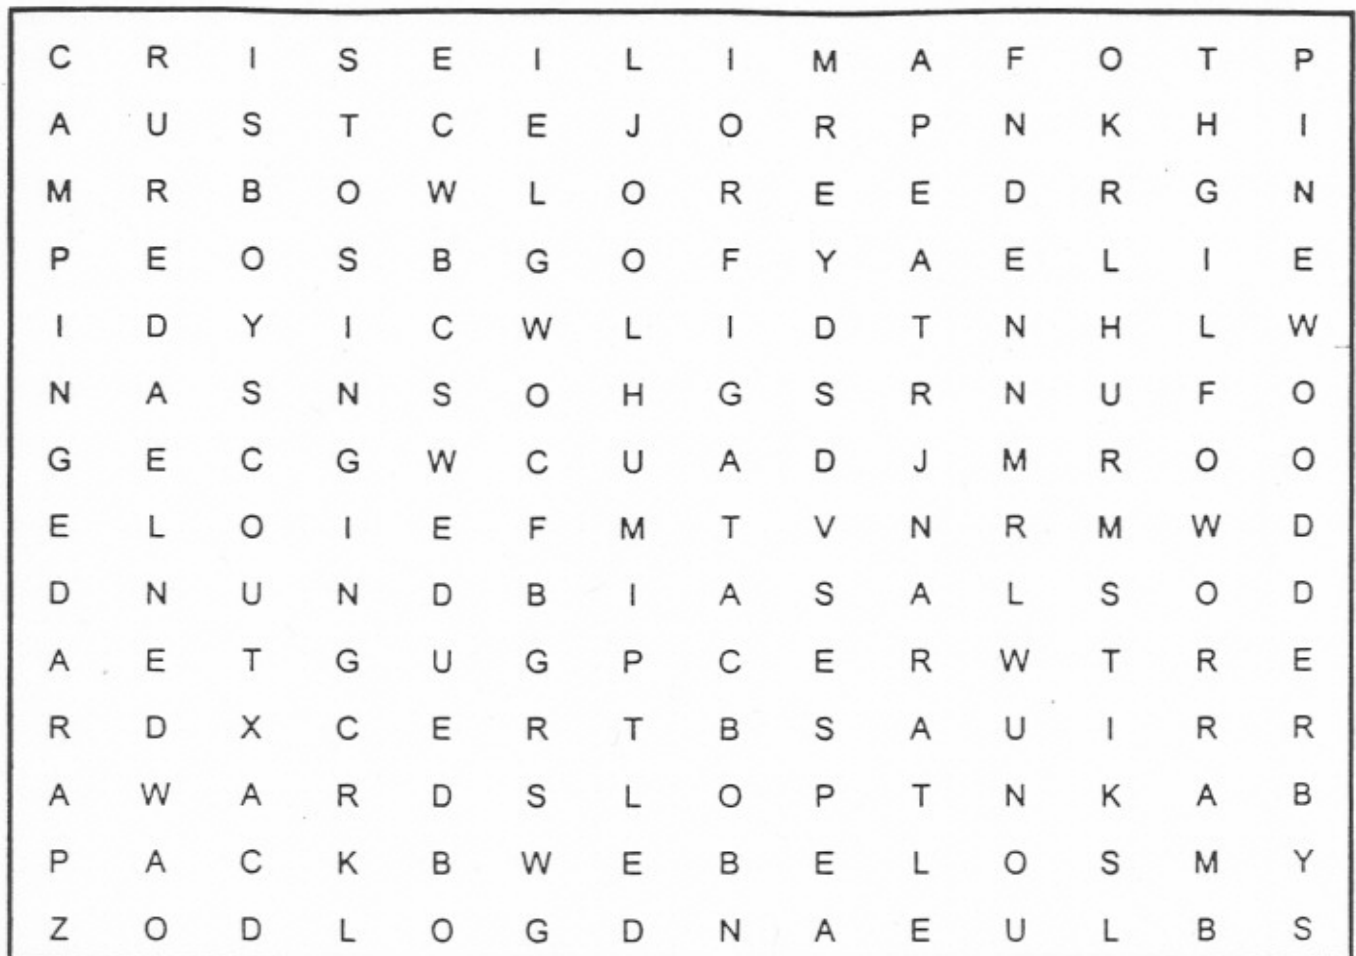 C R I S E I L I M A F O T P
A U S T C E J O R P N K H I
M R B O W L O R E E D R G N
P E O S B G O F Y A E L I E
I D Y I C W L I D T N H L W
N A S N S O H G S R N U F O
G E C G W C U A D J M R O O
E L O I E F M T V N R M W D
D N U N D B I A S A L S O D
A E T G U G P C E R W T R E
R D X C E R T B S A U I R R
A W A R D S L O P T N K A B
P A C K B W E B E L O S M Y
Z O D L O G D N A E U L B S